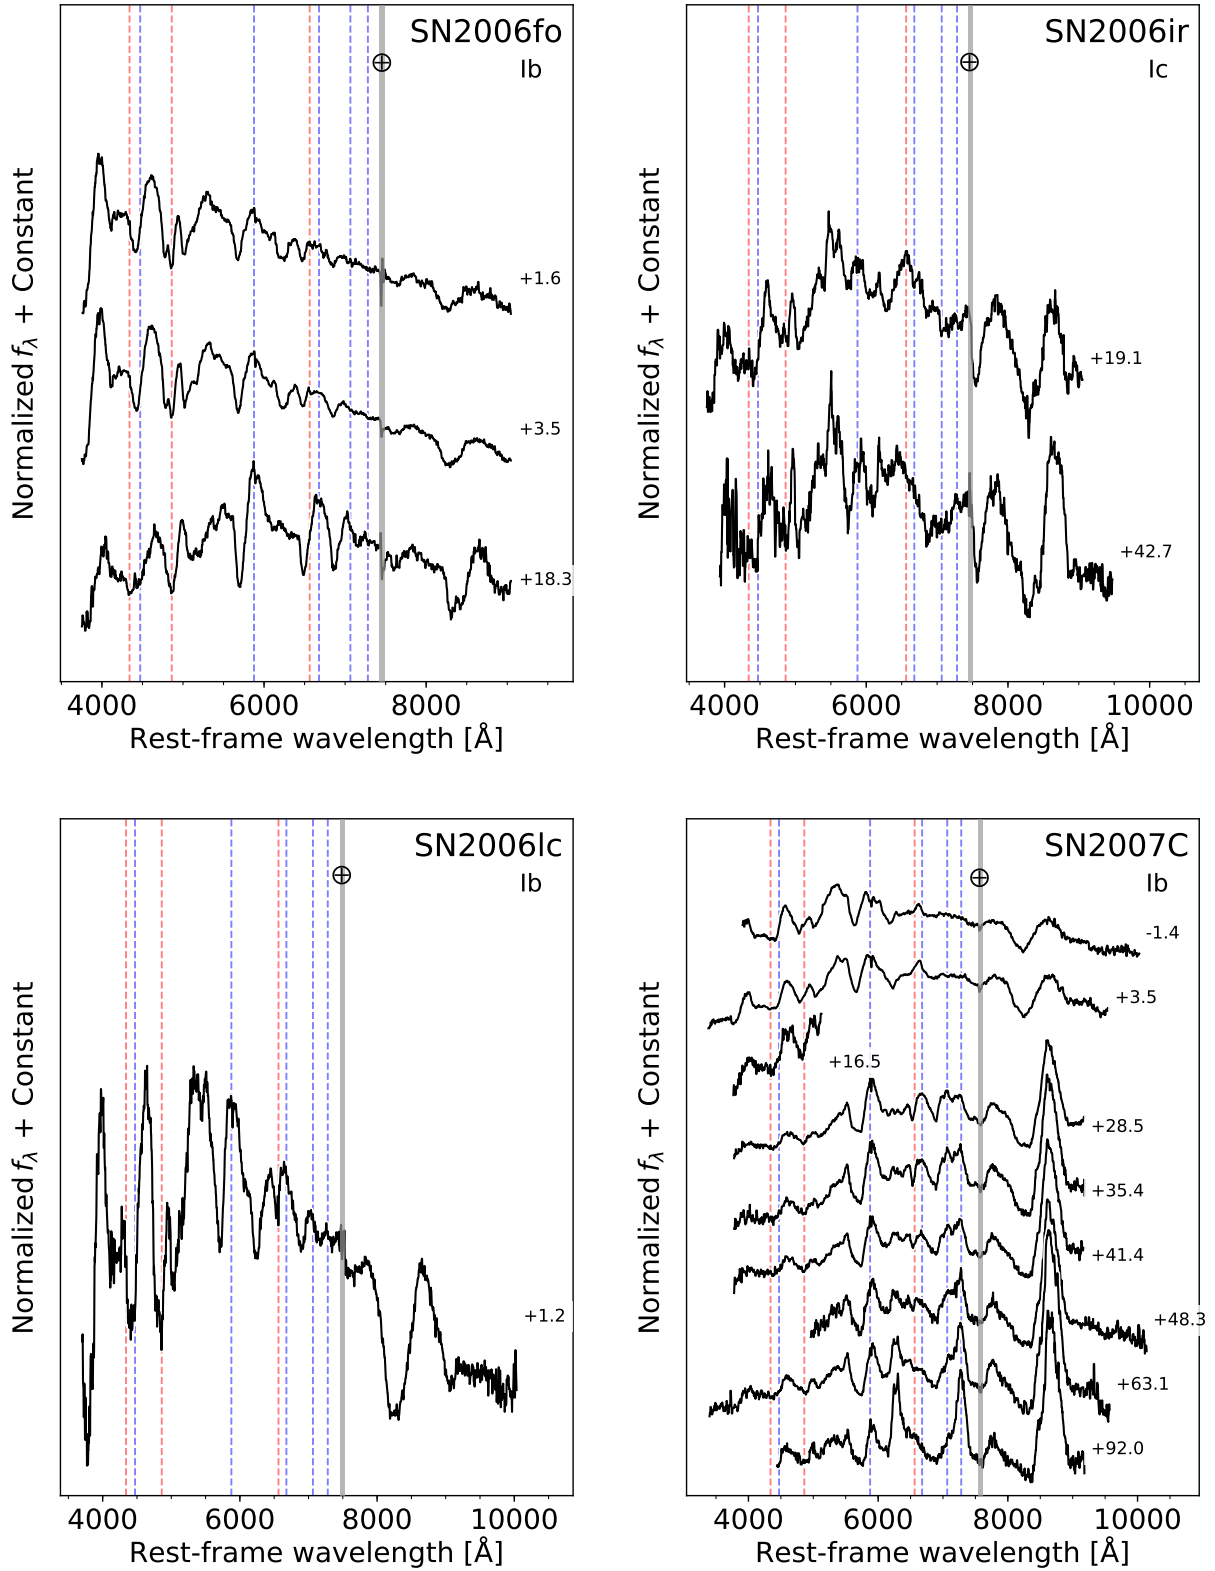 SN2006fo
Ib
+1.6
+3.5
+18.3
Normalized fλ + Constant
4000 6000 8000
Rest-frame wavelength [Å]
SN2006ir
Ic
+19.1
+42.7
Normalized fλ + Constant
4000 6000 8000 10000
Rest-frame wavelength [Å]
SN2006lc
Ib
+1.2
Normalized fλ + Constant
4000 6000 8000 10000
Rest-frame wavelength [Å]
SN2007C
Ib
-1.4
+3.5
+16.5
+28.5
+35.4
+41.4
+48.3
+63.1
+92.0
Normalized fλ + Constant
4000 6000 8000 10000
Rest-frame wavelength [Å]